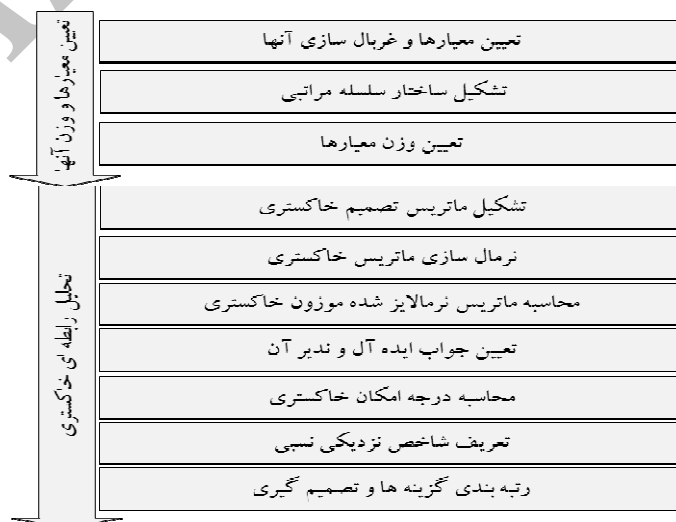 تعیین معیارها و وزن آنها
تعیین معیارها و غربال سازی آنها
تشکیل ساختار سلسله مراتبی
تعیین وزن معیارها
تحلیل رابطه ای خاکستری
تشکیل ماتریس تصمیم خاکستری
نرمال سازی ماتریس خاکستری
محاسبه ماتریس نرمالایز شده موزون خاکستری
تعیین جواب ایده آل و ندیر آن
محاسبه درجه امکان خاکستری
تعریف شاخص نزدیکی نسبی
رتبه بندی گزینه ها و تصمیم گیری